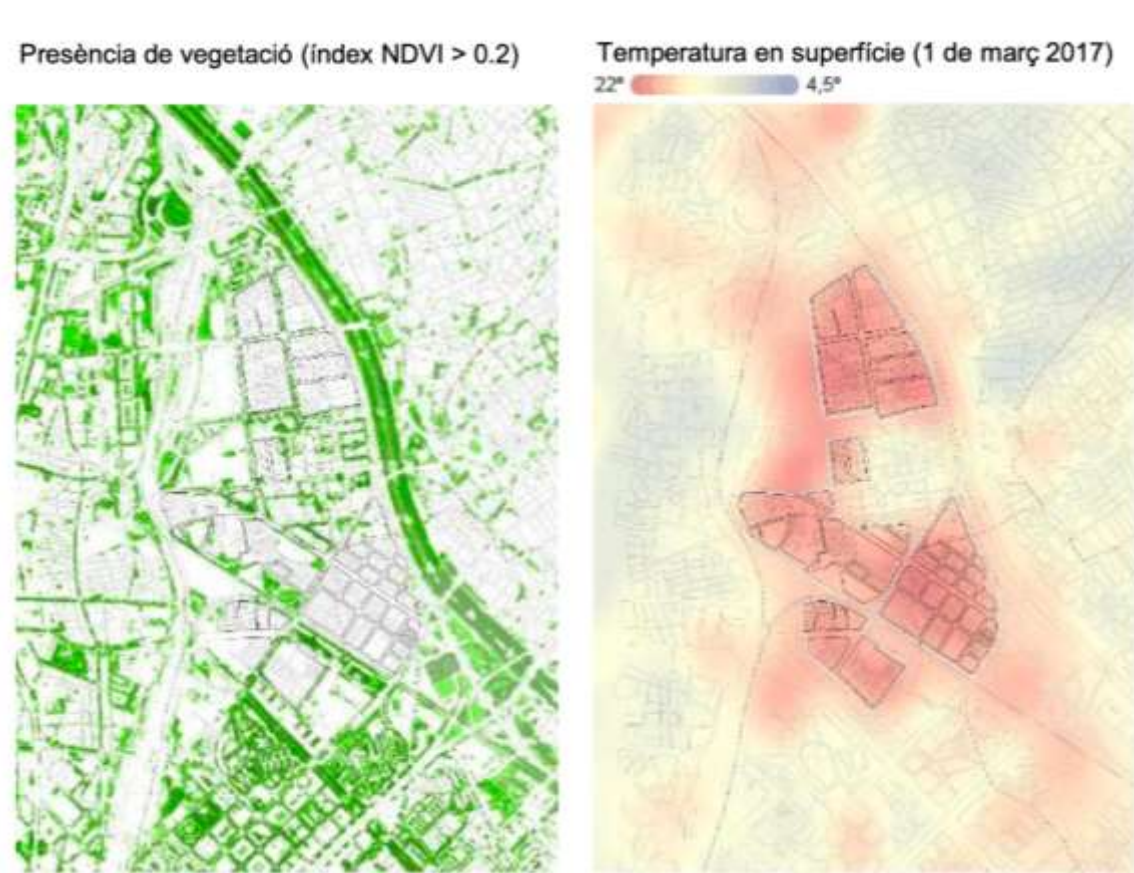 Presència de vegetació (índex NDVI > 0.2)
Temperatura en superfície (1 de març 2017)
22º 4,5º